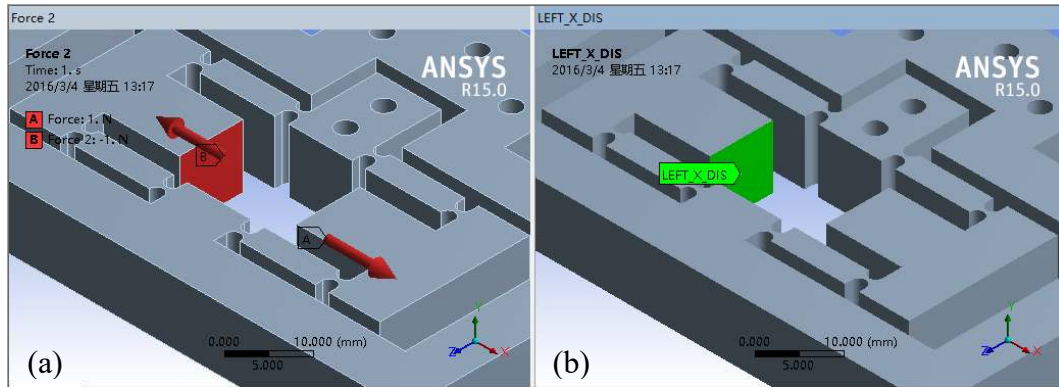 Force 2
Force 2
Time: 1. s
2016/3/4 星期五 13:17
A Force: 1. N
B Force 2: -1. N
ANSYS
R15.0
B
A
0.000
10.000 (mm)
5.000
Y
Z
X
(a)
LEFT_X_DIS
LEFT_X_DIS
2016/3/4 星期五 13:17
ANSYS
R15.0
LEFT_X_DIS
0.000
10.000 (mm)
5.000
Y
Z
X
(b)